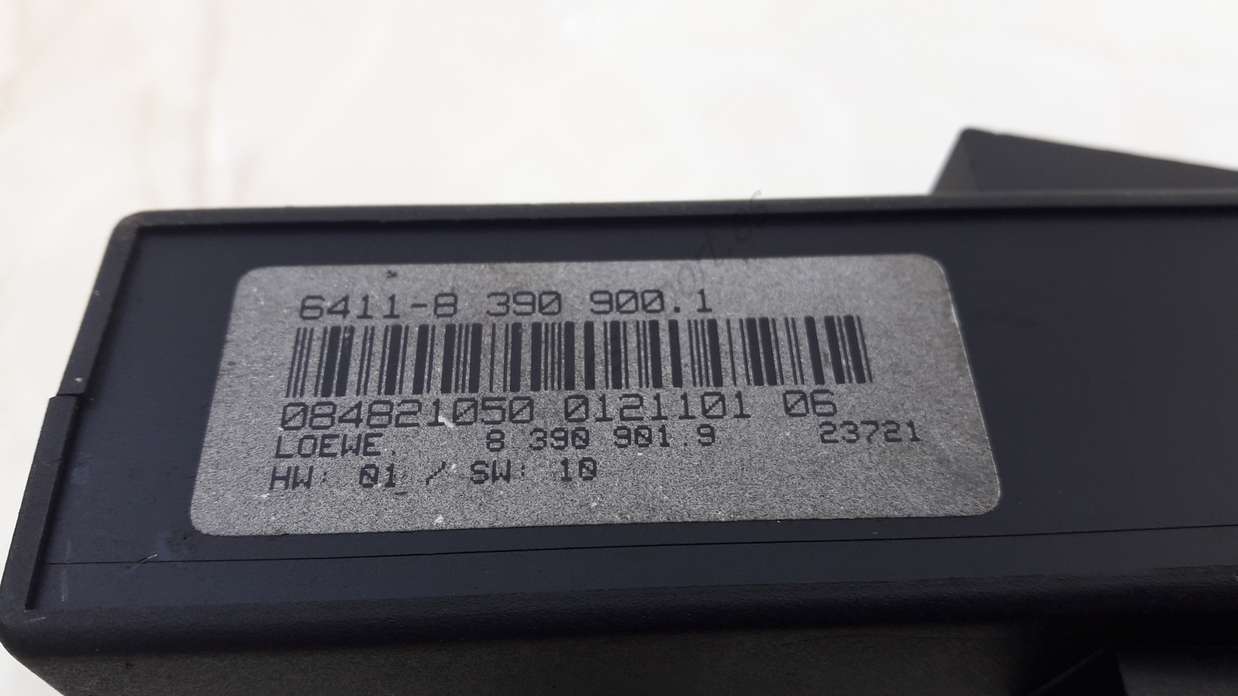 6411-8 390 900.1
084821050 0121101 06
LOEWE. 8 390 901.9 23721
HW: 01 / SW: 10